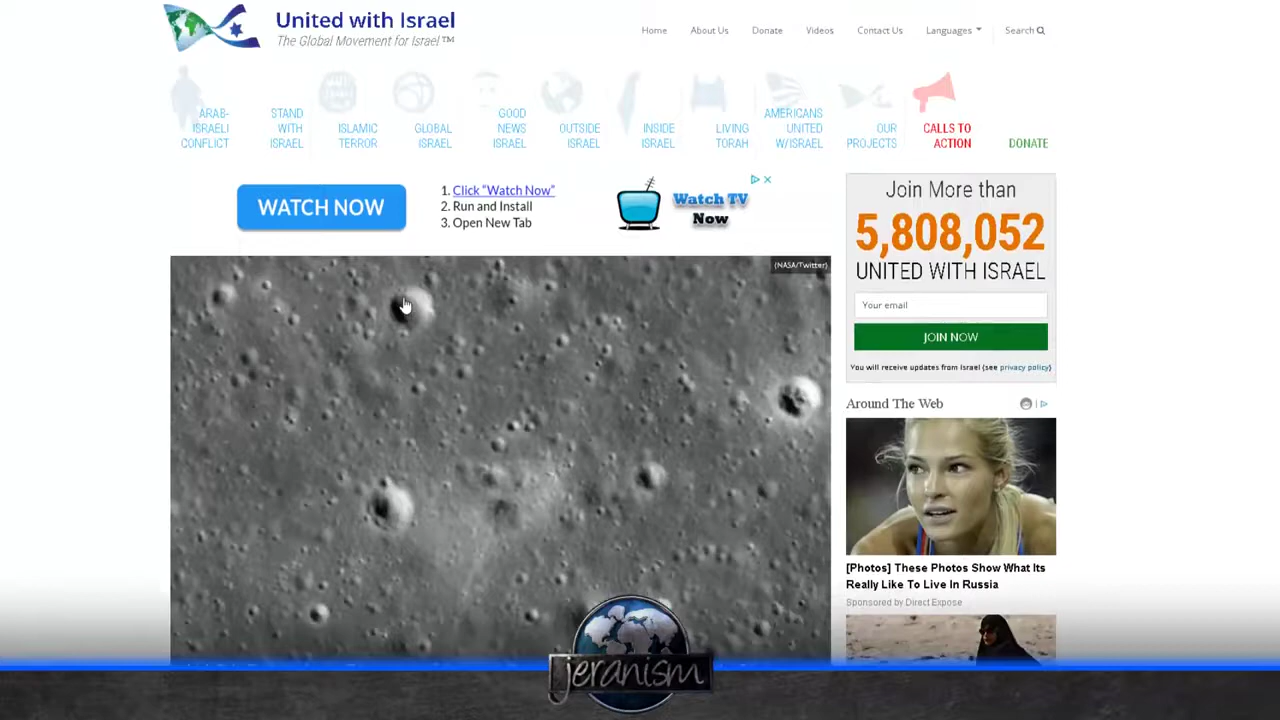 United with Israel
The Global Movement for Israel™
Home
About Us
Donate
Videos
Contact Us
Languages
Search
ARAB-
ISRAELI
CONFLICT
STAND
WITH
ISRAEL
ISLAMIC
TERROR
GLOBAL
ISRAEL
GOOD
NEWS
ISRAEL
OUTSIDE
ISRAEL
INSIDE
ISRAEL
LIVING
TORAH
AMERICANS
UNITED
W/ISRAEL
OUR
PROJECTS
CALLS TO
ACTION
DONATE
WATCH NOW
1. Click “Watch Now”
2. Run and Install
3. Open New Tab
Watch TV
Now
Join More than
5,808,052
UNITED WITH ISRAEL
Your email
JOIN NOW
You will receive updates from Israel (see privacy policy)
(NASA/Twitter)
Around The Web
[Photos] These Photos Show What Its
Really Like To Live In Russia
Sponsored by Direct Expose
jeranism